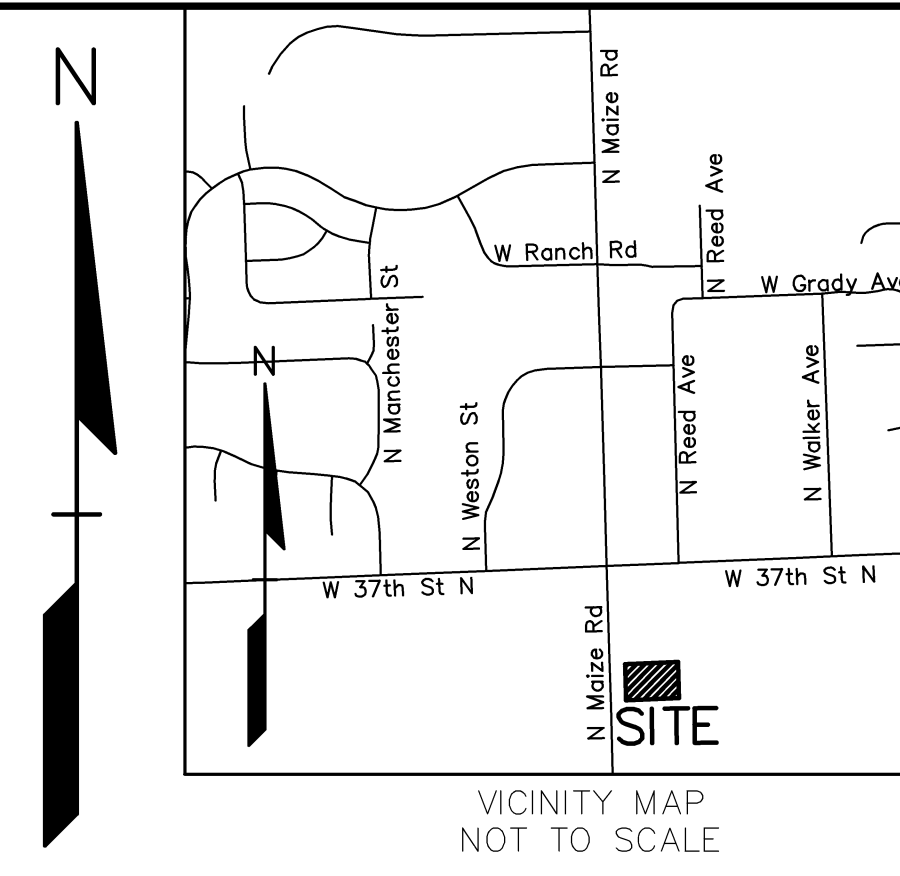 N
N Maize Rd
N Reed Ave
W Ranch Rd
W Grady Av
N Manchester St
N
N Reed Ave
N Walker Ave
N Weston St
W 37th St N
W 37th St N
N Maize Rd
SITE
VICINITY MAP
NOT TO SCALE